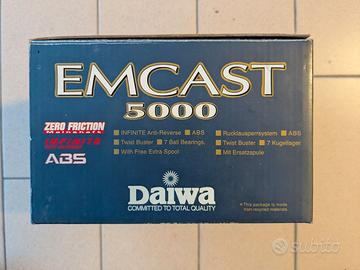 EMCAST
5000
ZERO FRICTION
INFINITE
ABS
INFINITE Anti-Reverse ABS
Twist Buster 7 Ball Bearings.
With Free Extra Spool
Rucklausperrsystem ABS
Twist Buster 7 Kugellager
Mit Ersatzspule
Daiwa
COMMITTED TO TOTAL QUALITY
* This package is made
from recycled materials.
subito